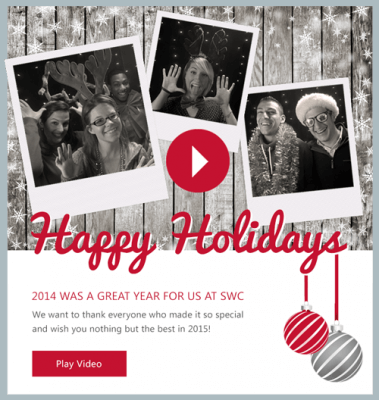 Happy Holidays
2014 WAS A GREAT YEAR FOR US AT SWC
We want to thank everyone who made it so special
and wish you nothing but the best in 2015!
Play Video